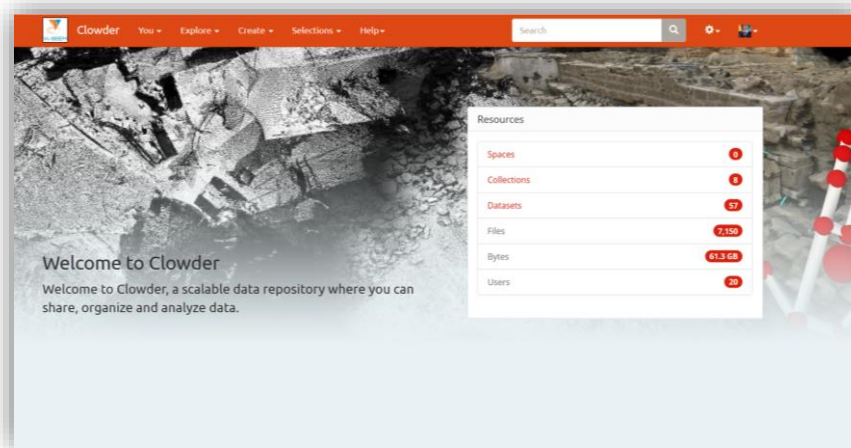 Clowder You Explore Create Selections Help Search
Resources
Spaces 0
Collections 8
Datasets 57
Files 7,150
Bytes 61.3 GB
Users 20
Welcome to Clowder
Welcome to Clowder, a scalable data repository where you can
share, organize and analyze data.